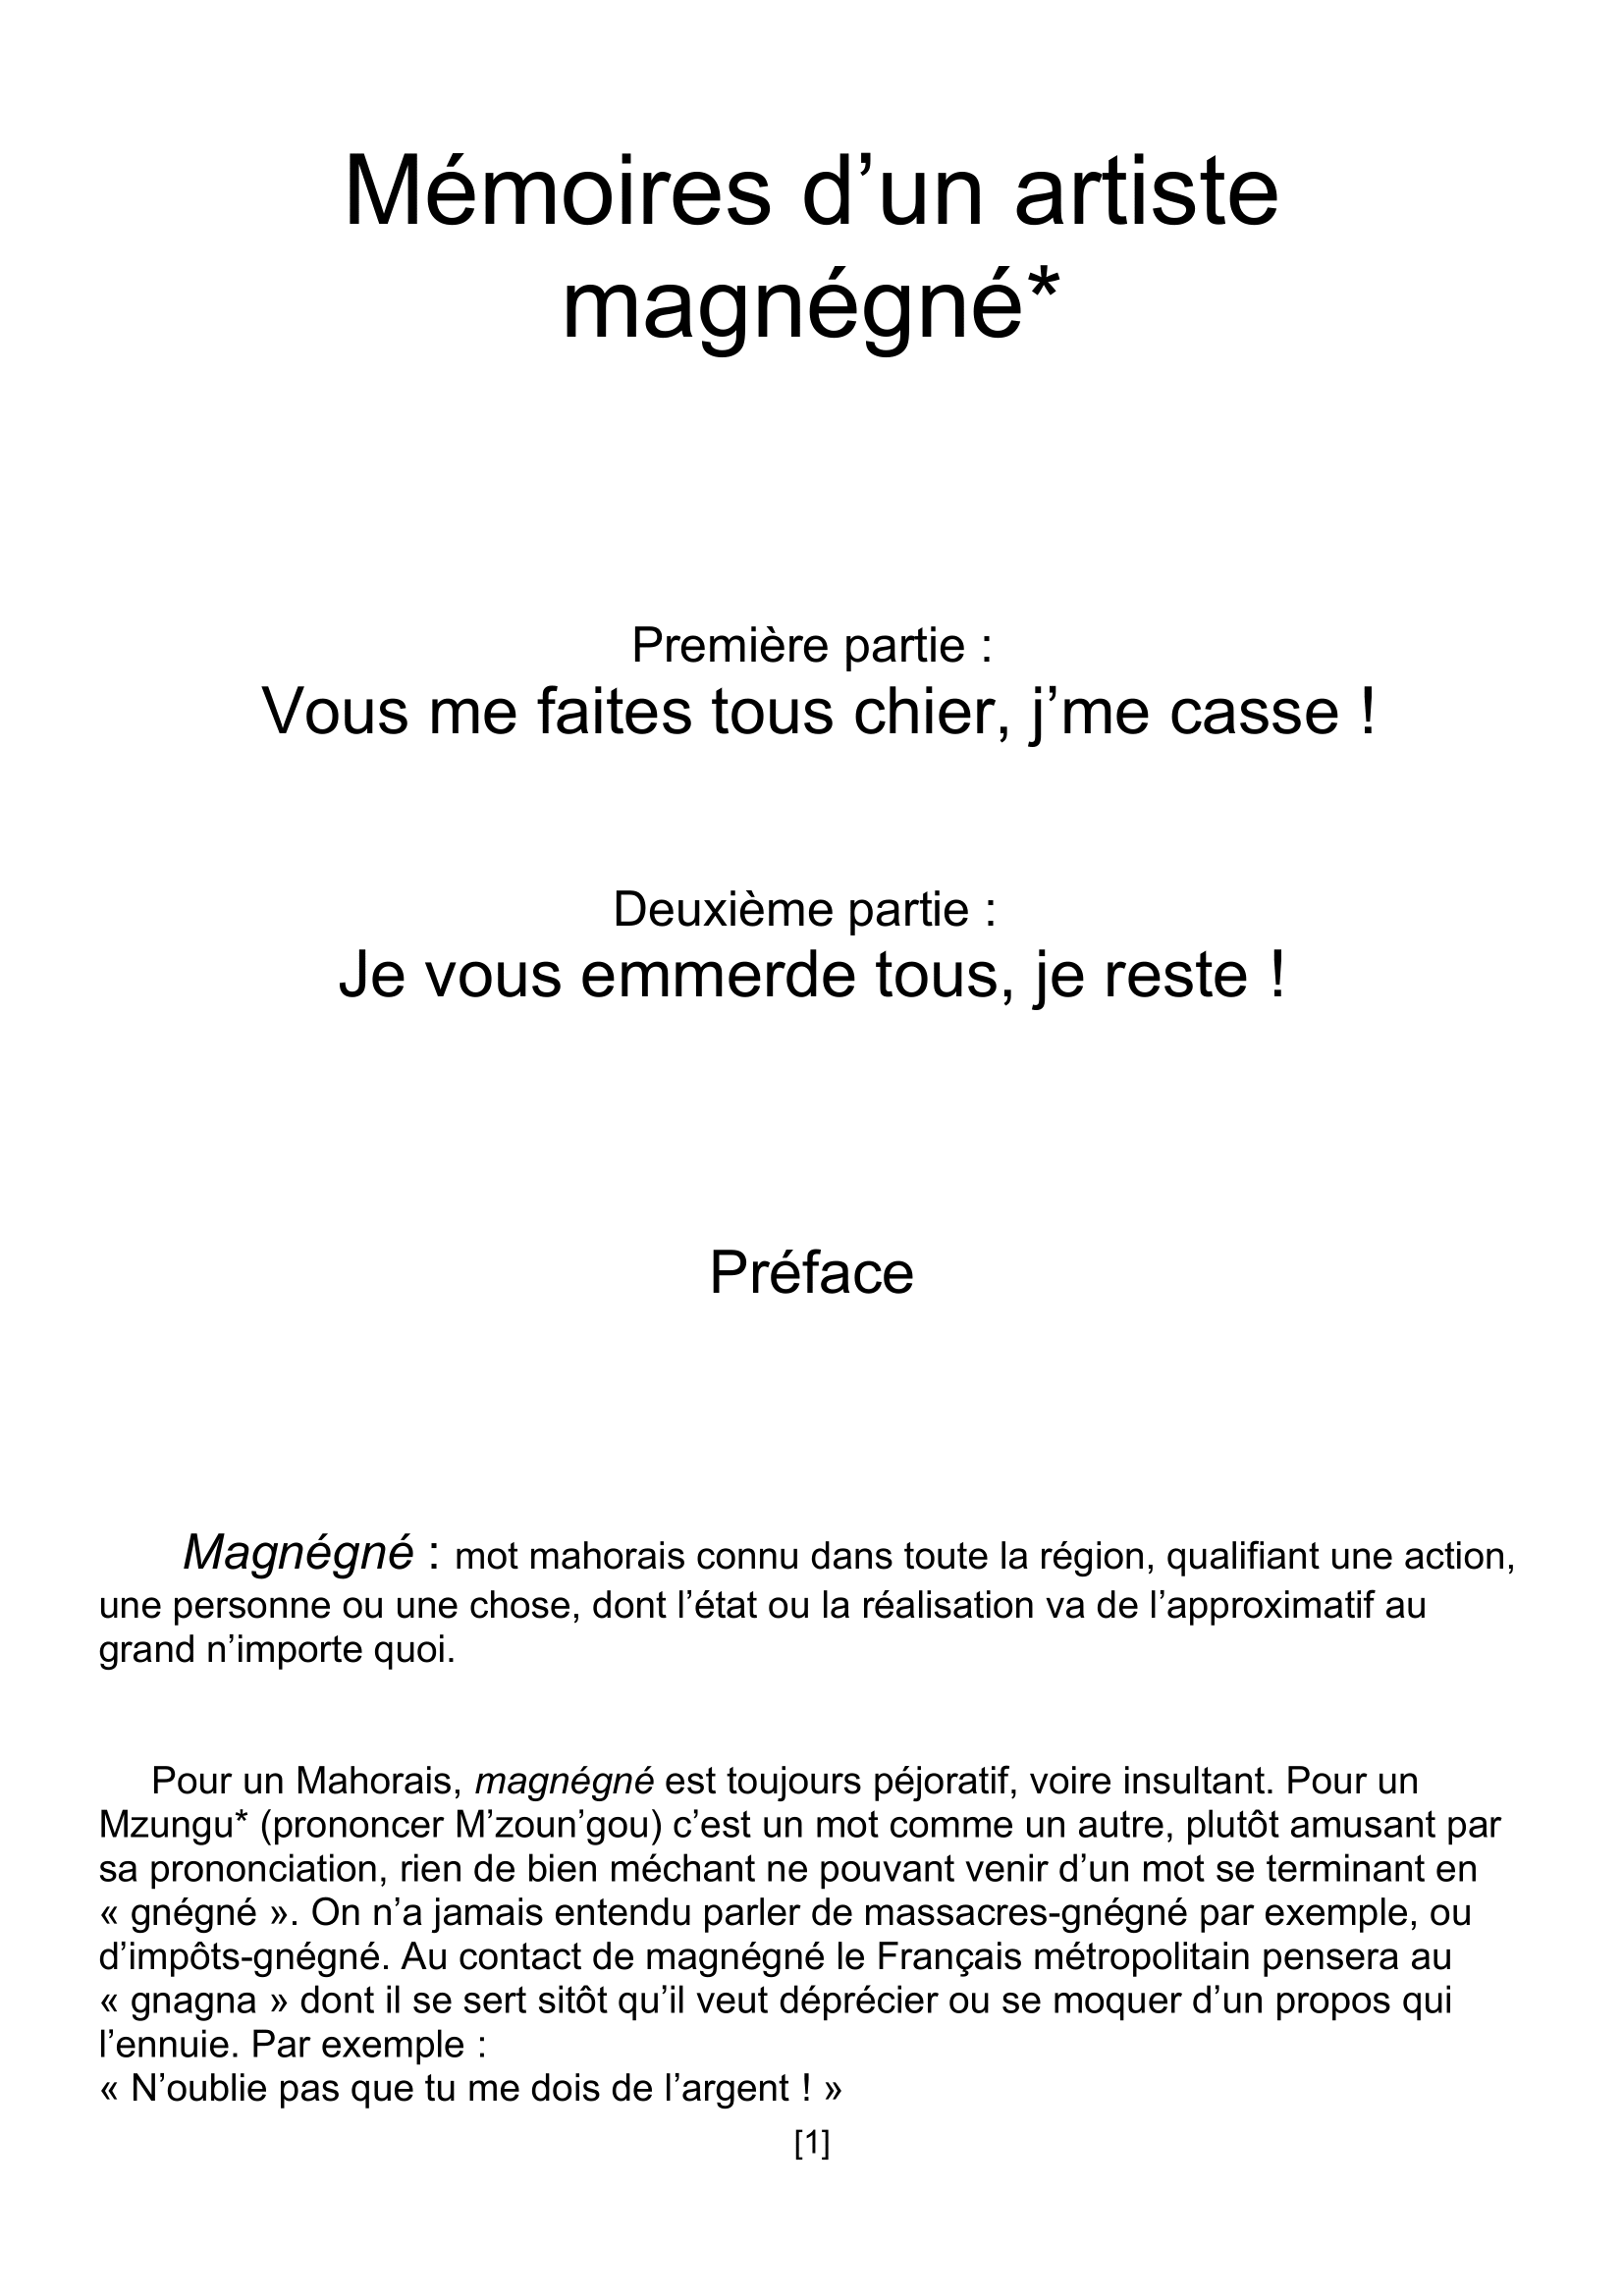 Mémoires d’un artiste
magnégné*
Première partie :
Vous me faites tous chier, j’me casse !
Deuxième partie :
Je vous emmerde tous, je reste !
Préface
Magnégné : mot mahorais connu dans toute la région, qualifiant une action,
une personne ou une chose, dont l’état ou la réalisation va de l’approximatif au
grand n’importe quoi.
Pour un Mahorais, magnégné est toujours péjoratif, voire insultant. Pour un
Mzungu* (prononcer M’zoun’gou) c’est un mot comme un autre, plutôt amusant par
sa prononciation, rien de bien méchant ne pouvant venir d’un mot se terminant en
« gnégné ». On n’a jamais entendu parler de massacres-gnégné par exemple, ou
d’impôts-gnégné. Au contact de magnégné le Français métropolitain pensera au
« gnagna » dont il se sert sitôt qu’il veut déprécier ou se moquer d’un propos qui
l’ennuie. Par exemple :
« N’oublie pas que tu me dois de l’argent ! »
[1]